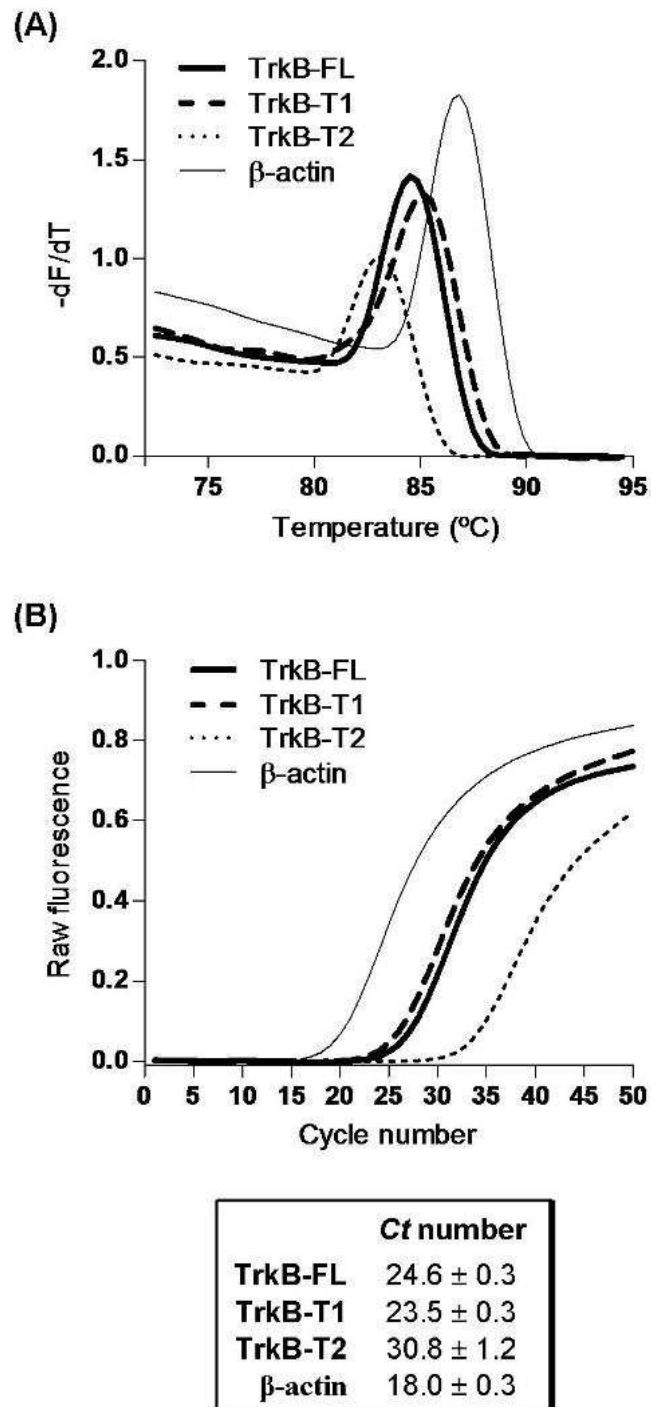 (A)
2.0
1.5
1.0
0.5
0.0
-dF/dT
TrkB-FL
TrkB-T1
TrkB-T2
β-actin
75 80 85 90 95
Temperature (ºC)
(B)
1.0
0.8
0.6
0.4
0.2
0.0
Raw fluorescence
TrkB-FL
TrkB-T1
TrkB-T2
β-actin
0 5 10 15 20 25 30 35 40 45 50
Cycle number
Ct number
TrkB-FL 24.6 ± 0.3
TrkB-T1 23.5 ± 0.3
TrkB-T2 30.8 ± 1.2
β-actin 18.0 ± 0.3